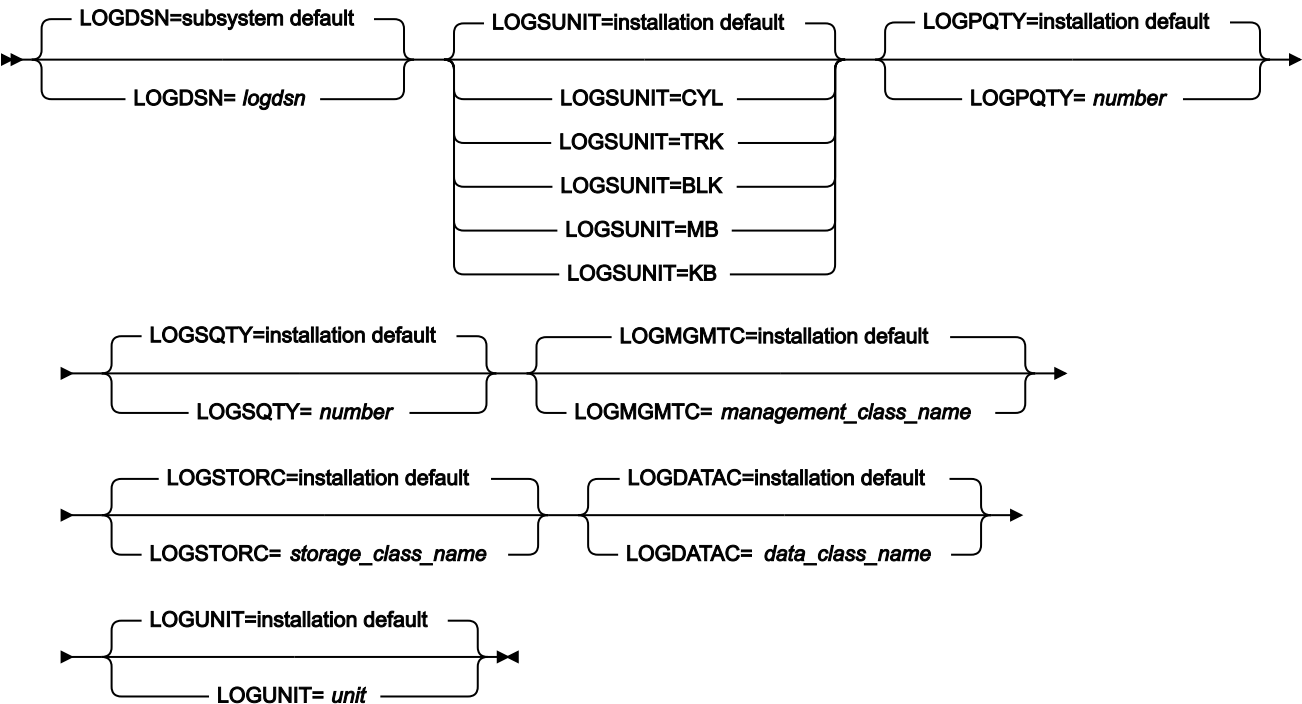 LOGDSN=subsystem default
LOGDSN= logdsn
LOGSUNIT=installation default
LOGSUNIT=CYL
LOGSUNIT=TRK
LOGSUNIT=BLK
LOGSUNIT=MB
LOGSUNIT=KB
LOGPQTY=installation default
LOGPQTY= number
LOGSQTY=installation default
LOGSQTY= number
LOGMGMTC=installation default
LOGMGMTC= management_class_name
LOGSTORC=installation default
LOGSTORC= storage_class_name
LOGDATAC=installation default
LOGDATAC= data_class_name
LOGUNIT=installation default
LOGUNIT= unit